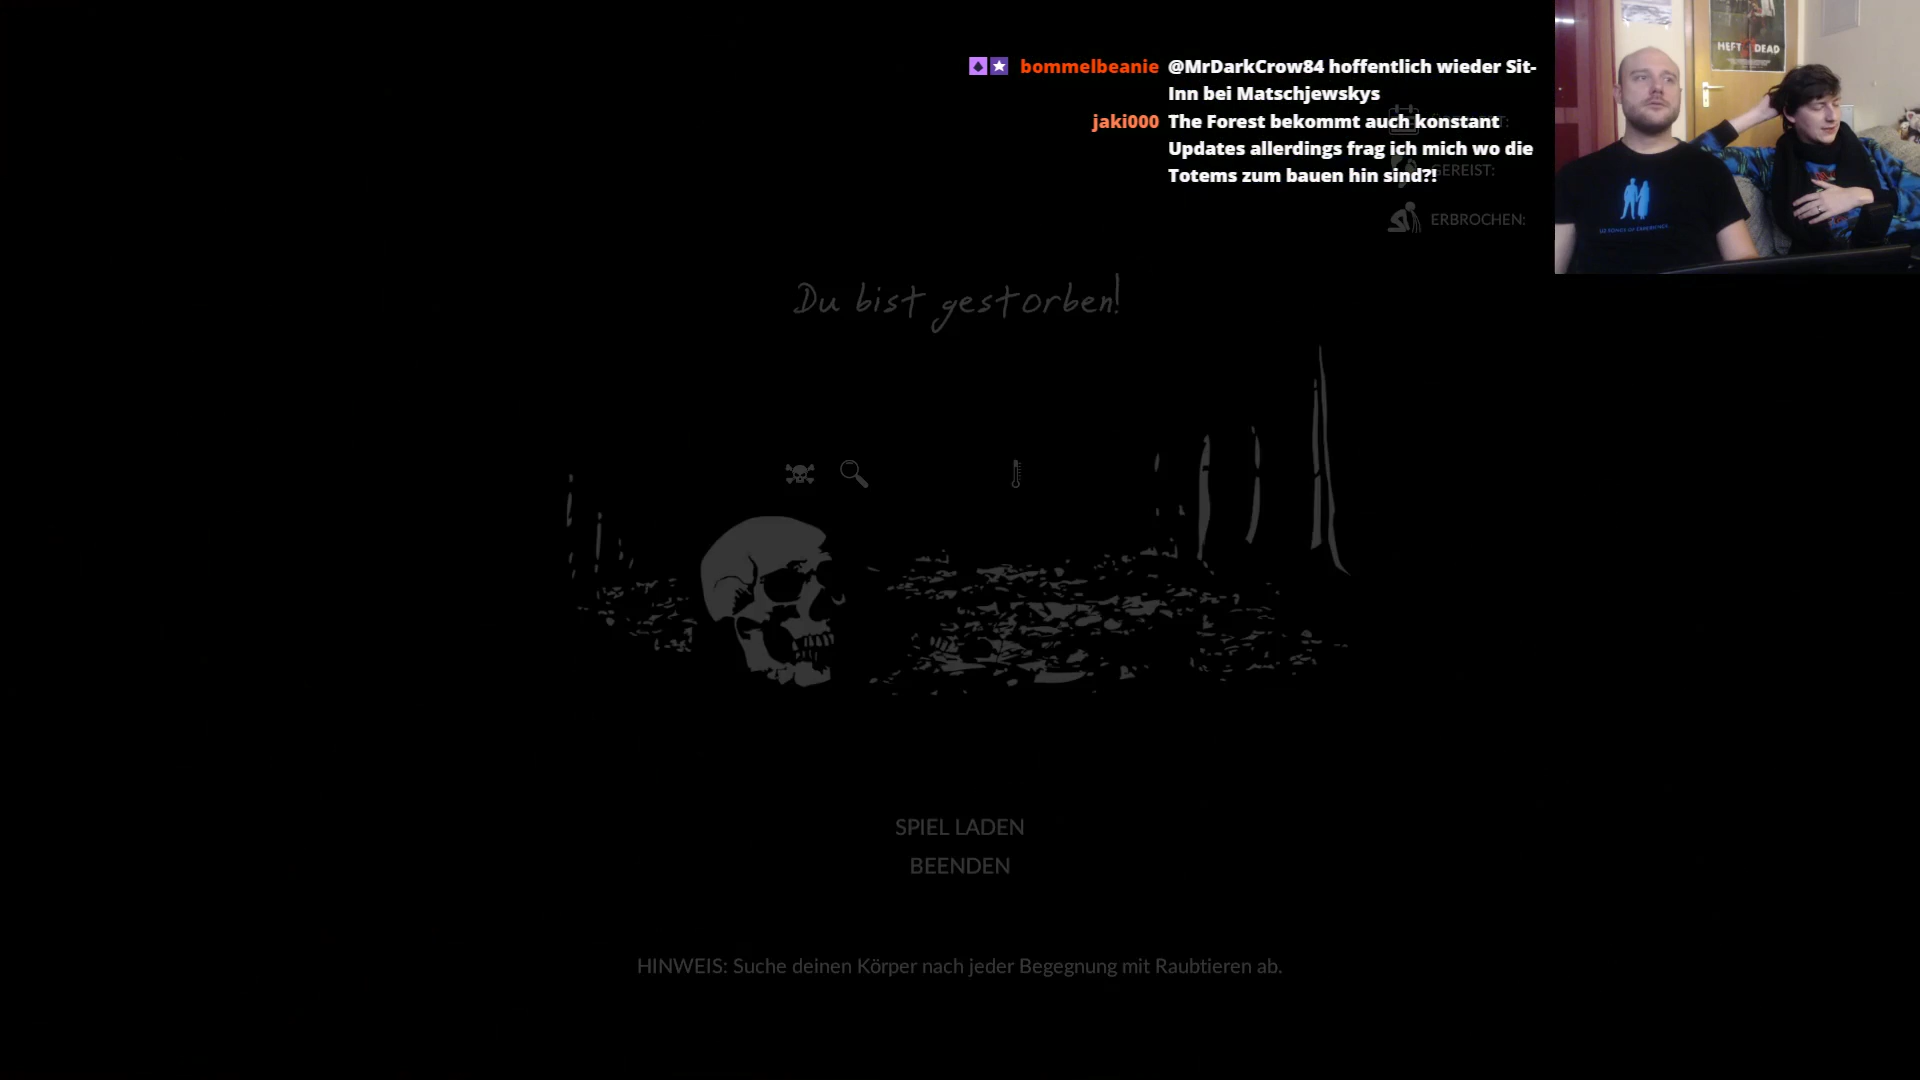 bommelbeanie @MrDarkCrow84 hoffentlich wieder Sit-
Inn bei Matschjewskys
jaki000 The Forest bekommt auch konstant
Updates allerdings frag ich mich wo die
Totems zum bauen hin sind?!
GEREIST:
ERBROCHEN:
HEFT
DEAD
Du bist gestorben!
SPIEL LADEN
BEENDEN
HINWEIS: Suche deinen Körper nach jeder Begegnung mit Raubtieren ab.